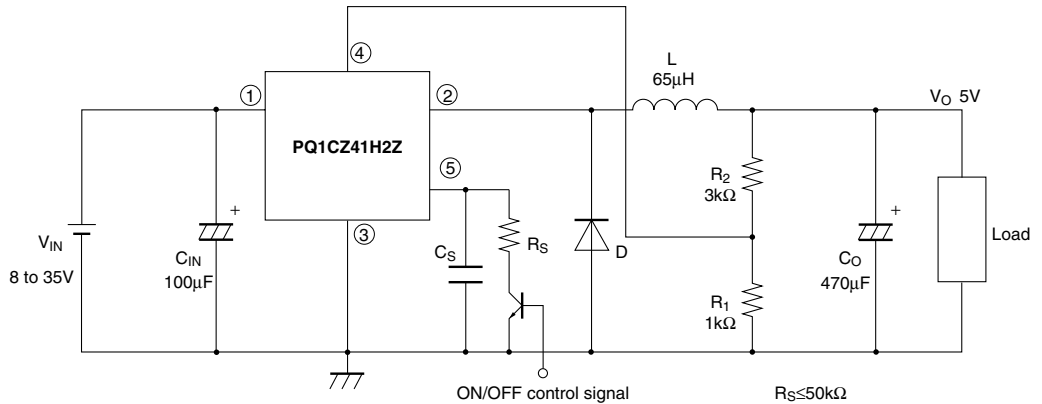 ④
L
65µH
①
②
VO 5V
PQ1CZ41H2Z
⑤
R2
3kΩ
③
VIN
8 to 35V
CIN
100µF
+
CS
RS
D
R1
1kΩ
+
CO
470µF
Load
ON/OFF control signal
RS≤50kΩ